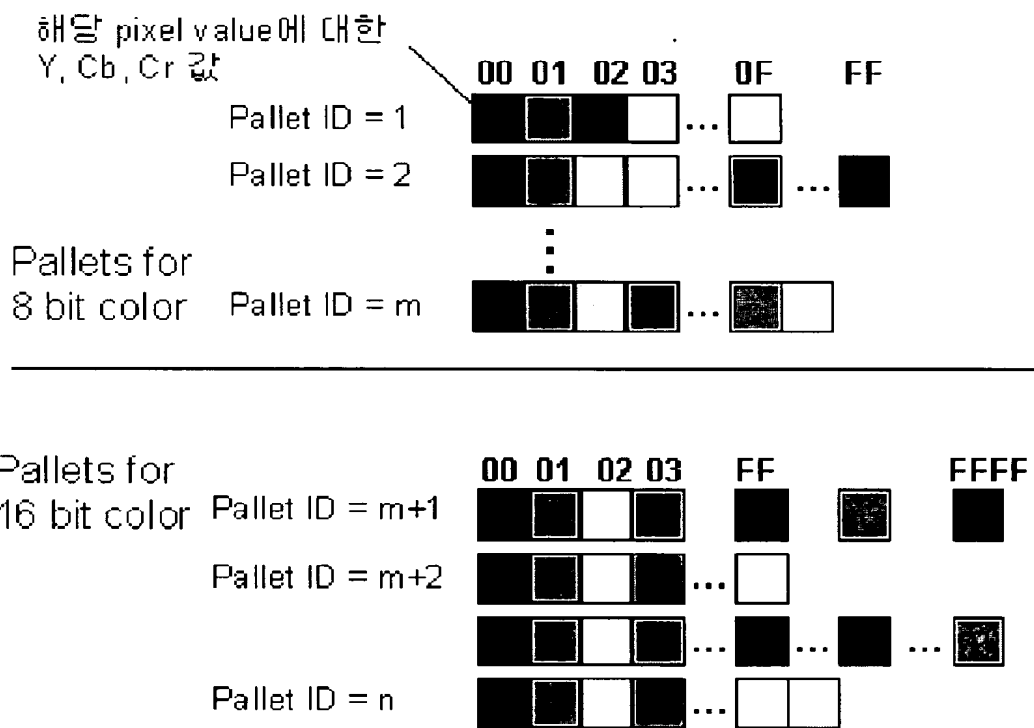 해당 pixel value에 대한
Y, Cb, Cr 값
00 01 02 03 0F FF
Pallet ID = 1 ...
Pallet ID = 2 ... ...
Pallets for
8 bit color
Pallet ID = m ...
Pallets for
16 bit color
00 01 02 03 FF FFFF
Pallet ID = m+1
Pallet ID = m+2 ...
... ... ...
Pallet ID = n ...